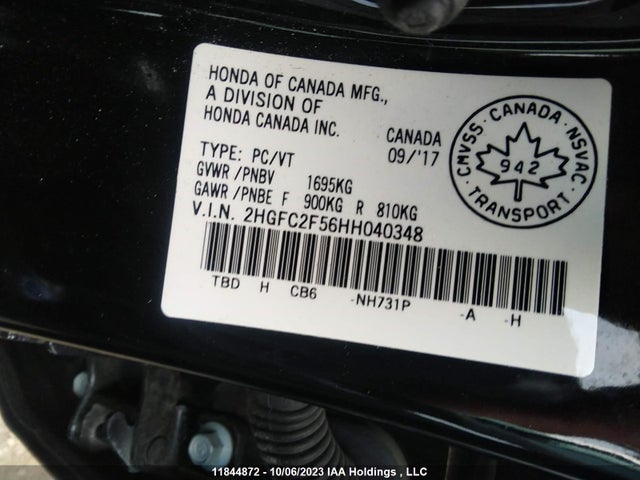 HONDA OF CANADA MFG.,
A DIVISION OF
HONDA CANADA INC.
CANADA
09/'17
TYPE: PC/VT
GVWR/PNBV 1695KG
GAWR/PNBE F 900KG R 810KG
V.I.N. 2HGFC2F56HH040348
TBD H CB6 -NH731P -A -H
CMVSS · CANADA · NSVAC
942
TRANSPORT
11844872 - 10/06/2023 IAA Holdings , LLC